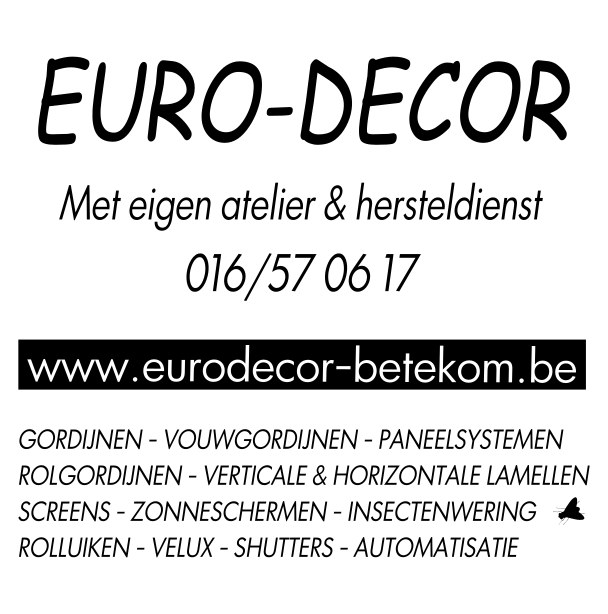 EURO-DECOR
Met eigen atelier & hersteldienst
016/57 06 17
www.eurodecor-betekom.be
GORDIJNEN - VOUWGORDIJNEN - PANEELSYSTEMEN
ROLGORDIJNEN - VERTICALE & HORIZONTALE LAMELLEN
SCREENS - ZONNESCHERMEN - INSECTENWERING
ROLLUIKEN - VELUX - SHUTTERS - AUTOMATISATIE